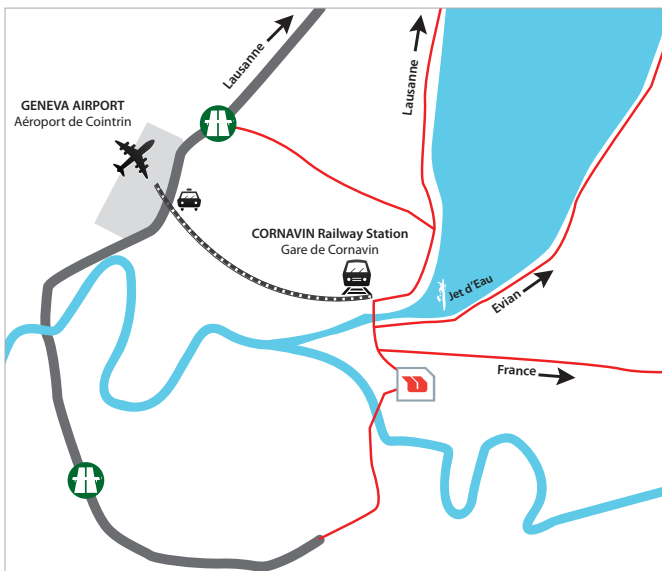 Lausanne
Lausanne
GENEVA AIRPORT
Aéroport de Cointrin
CORNAVIN Railway Station
Gare de Cornavin
Jet d'Eau
Evian
France